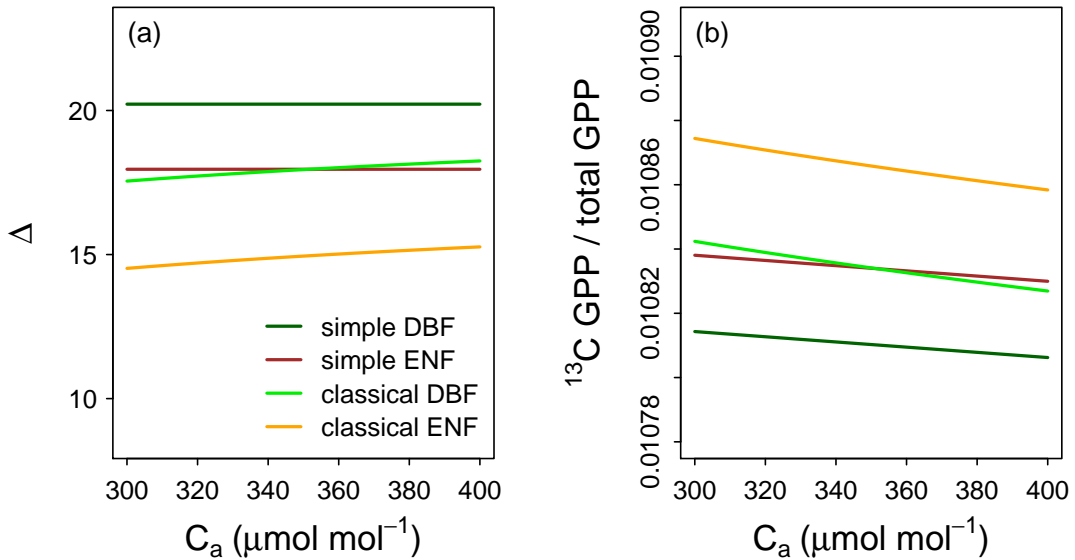 (a)
Δ
20
15
10
simple DBF
simple ENF
classical DBF
classical ENF
300 320 340 360 380 400
Cₐ (μmol mol⁻¹)
(b)
¹³C GPP / total GPP
0.01090
0.01086
0.01082
0.01078
300 320 340 360 380 400
Cₐ (μmol mol⁻¹)